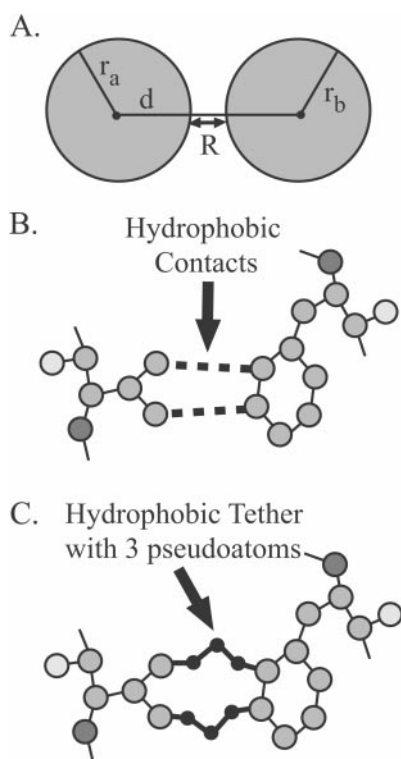 A.
r_a
d
r_b
R
B.
Hydrophobic
Contacts
C.
Hydrophobic Tether
with 3 pseudoatoms